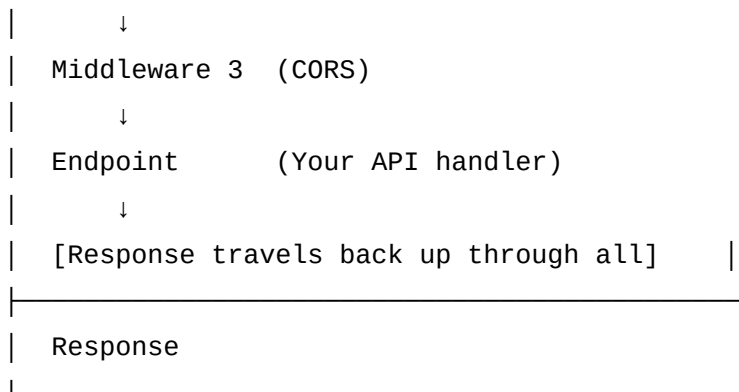 ↓
Middleware 3 (CORS)
↓
Endpoint (Your API handler)
↓
[Response travels back up through all]
Response